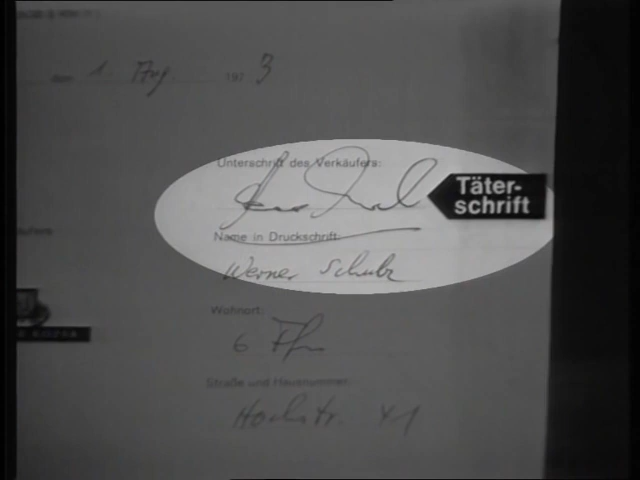 den 1. Aug 1973
Unterschrift des Verkäufers:
Täter-
schrift
Name in Druckschrift:
Werner Schulz
Wohnort:
6 Ffm
Straße und Hausnummer:
Hochstr. 41